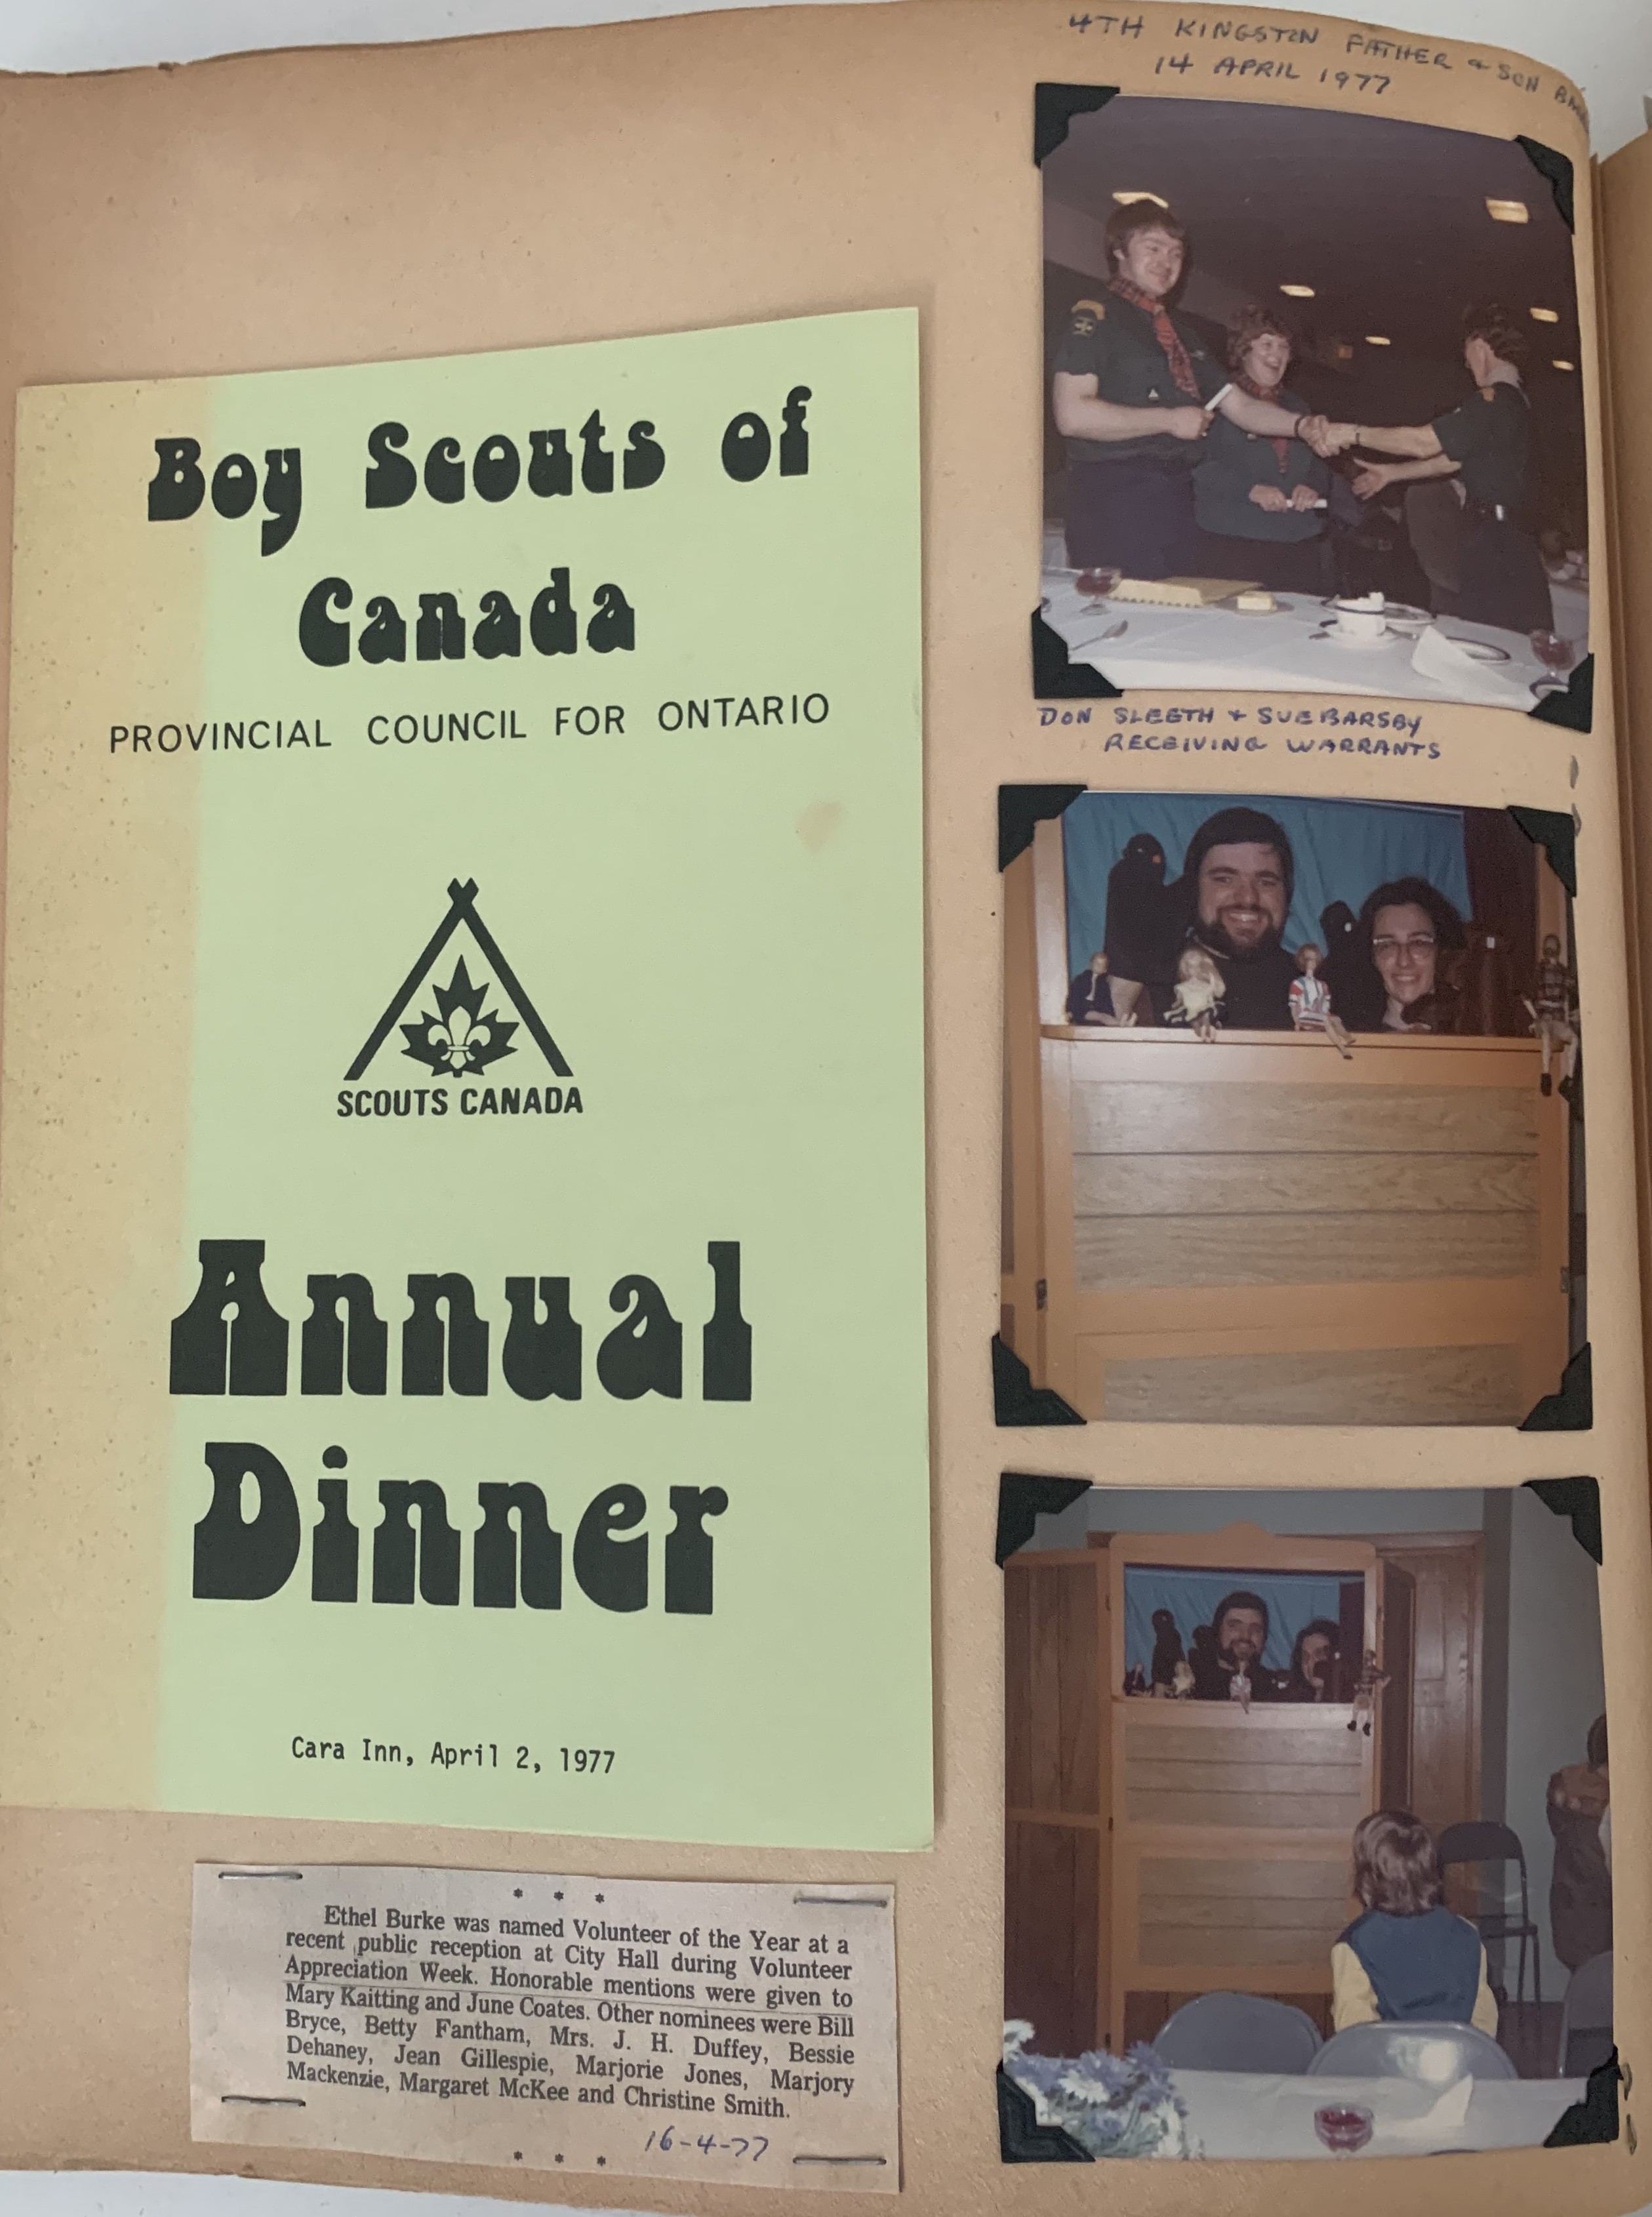 4TH KINGSTON FATHER & SON
14 APRIL 1977
Boy Scouts of
Canada
PROVINCIAL COUNCIL FOR ONTARIO
SCOUTS CANADA
Annual
Dinner
Cara Inn, April 2, 1977
DON SLEETH + SUE BARSBY
RECEIVING WARRANTS
* * *
Ethel Burke was named Volunteer of the Year at a
recent public reception at City Hall during Volunteer
Appreciation Week. Honorable mentions were given to
Mary Kaitting and June Coates. Other nominees were Bill
Bryce, Betty Fantham, Mrs. J. H. Duffey, Bessie
Dehaney, Jean Gillespie, Marjorie Jones, Marjory
Mackenzie, Margaret McKee and Christine Smith.
16-4-77
* * *